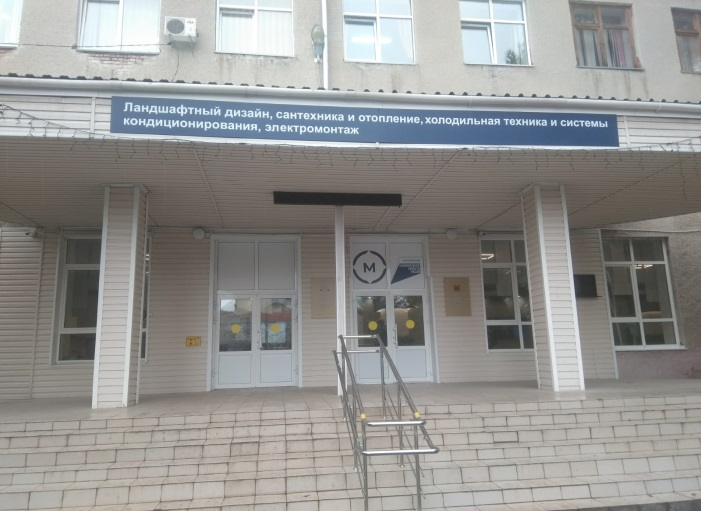 Ландшафтный дизайн, сантехника и отопление, холодильная техника и системы
кондиционирования, электромонтаж
М